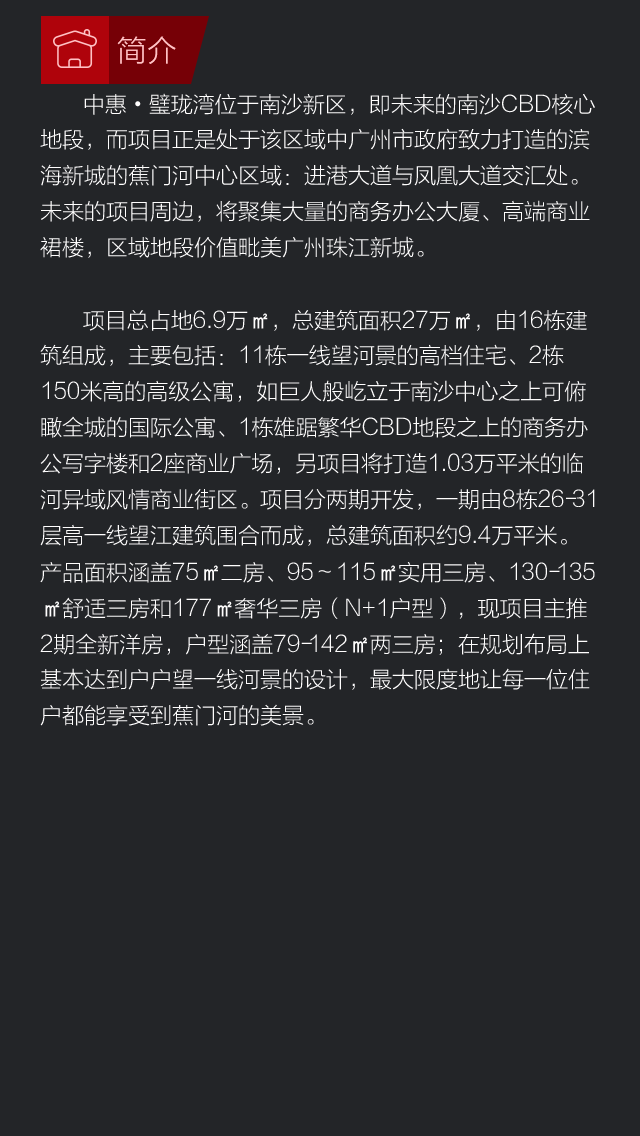 简介
中惠•璧珑湾位于南沙新区，即未来的南沙CBD核心
地段，而项目正是处于该区域中广州市政府致力打造的滨
海新城的蕉门河中心区域：进港大道与凤凰大道交汇处。
未来的项目周边，将聚集大量的商务办公大厦、高端商业
裙楼，区域地段价值毗美广州珠江新城。
项目总占地6.9万㎡，总建筑面积27万㎡，由16栋建
筑组成，主要包括：11栋一线望河景的高档住宅、2栋
150米高的高级公寓，如巨人般屹立于南沙中心之上可俯
瞰全城的国际公寓、1栋雄踞繁华CBD地段之上的商务办
公写字楼和2座商业广场，另项目将打造1.03万平米的临
河异域风情商业街区。项目分两期开发，一期由8栋26-31
层高一线望江建筑围合而成，总建筑面积约9.4万平米。
产品面积涵盖75㎡二房、95～115㎡实用三房、130-135
㎡舒适三房和177㎡奢华三房（N+1户型），现项目主推
2期全新洋房，户型涵盖79-142㎡两三房；在规划布局上
基本达到户户望一线河景的设计，最大限度地让每一位住
户都能享受到蕉门河的美景。